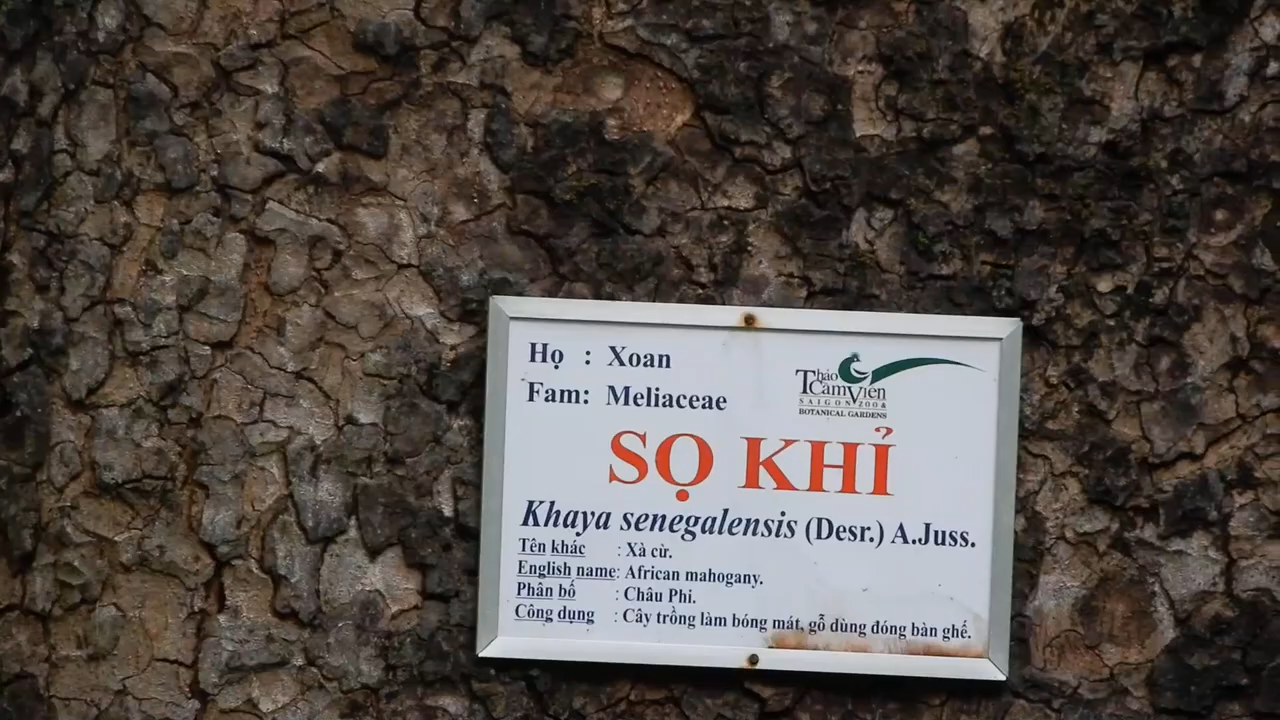 Họ : Xoan
Fam: Meliaceae
Thảo
Cầm Viên
SAIGON ZOO &
BOTANICAL GARDENS
SỌ KHỈ
Khaya senegalensis (Desr.) A.Juss.
Tên khác : Xà cừ.
English name: African mahogany.
Phân bố : Châu Phi.
Công dụng : Cây trồng làm bóng mát, gỗ dùng đóng bàn ghế.